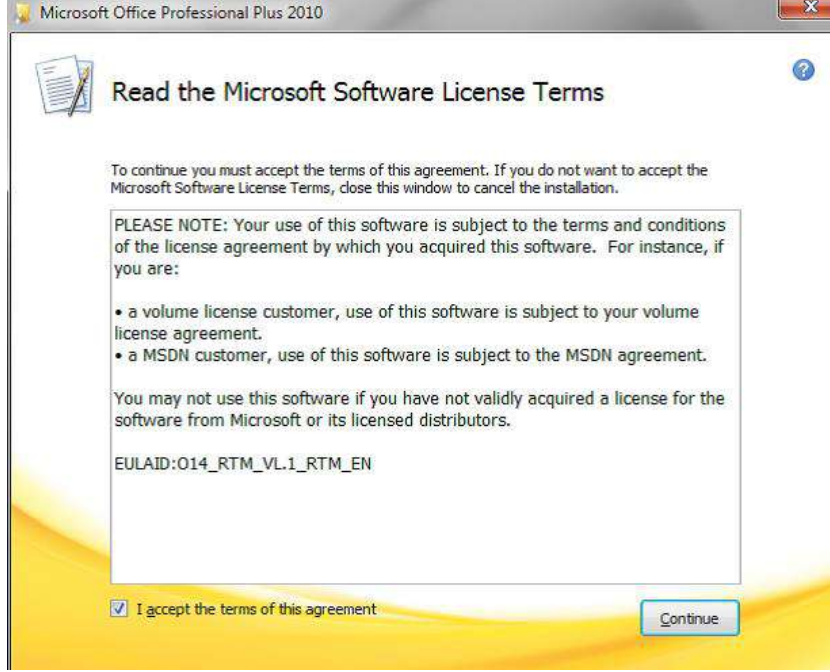 Microsoft Office Professional Plus 2010
Read the Microsoft Software License Terms
To continue you must accept the terms of this agreement. If you do not want to accept the
Microsoft Software License Terms, close this window to cancel the installation.
PLEASE NOTE: Your use of this software is subject to the terms and conditions
of the license agreement by which you acquired this software.  For instance, if
you are:
• a volume license customer, use of this software is subject to your volume
license agreement.
• a MSDN customer, use of this software is subject to the MSDN agreement.
You may not use this software if you have not validly acquired a license for the
software from Microsoft or its licensed distributors.
EULAID:O14_RTM_VL.1_RTM_EN
I accept the terms of this agreement
Continue